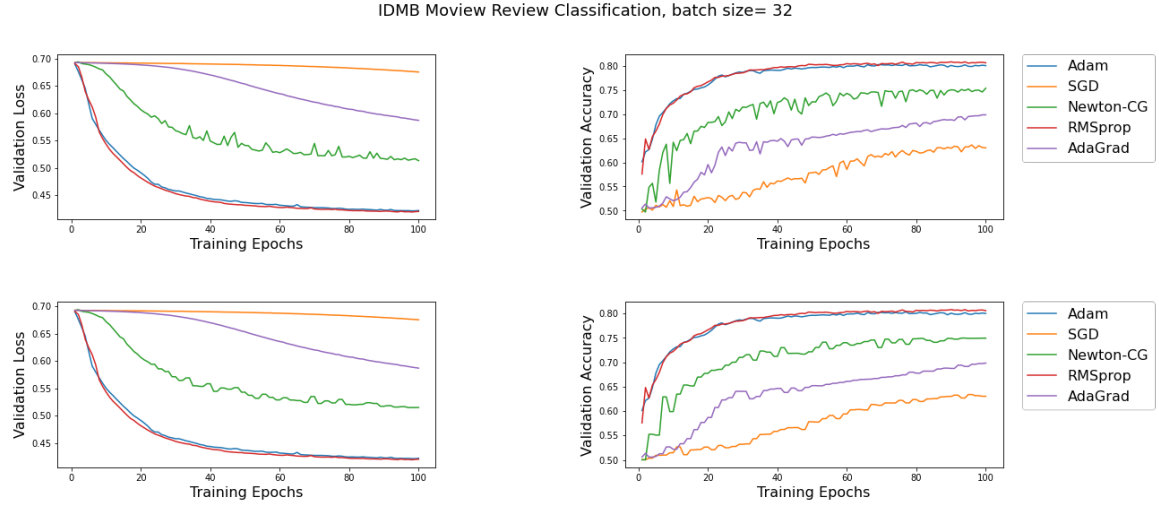 IDMB Moview Review Classification, batch size= 32
Validation Loss
0.70
0.65
0.60
0.55
0.50
0.45
0 20 40 60 80 100
Training Epochs
Validation Accuracy
0.80
0.75
0.70
0.65
0.60
0.55
0.50
0 20 40 60 80 100
Training Epochs
Adam
SGD
Newton-CG
RMSprop
AdaGrad
Validation Loss
0.70
0.65
0.60
0.55
0.50
0.45
0 20 40 60 80 100
Training Epochs
Validation Accuracy
0.80
0.75
0.70
0.65
0.60
0.55
0.50
0 20 40 60 80 100
Training Epochs
Adam
SGD
Newton-CG
RMSprop
AdaGrad